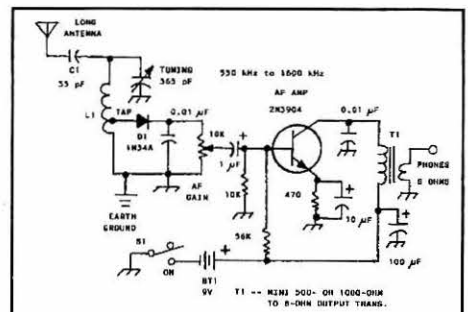 LONG
ANTENNA
C1
33 pF
TUNING
365 pF
550 kHz to 1600 kHz
AF AMP
2N3904
L1
TAP
D1
1N34A
0.01 µF
10K
AF
GAIN
+
1 µF
10K
56K
470
+
10 µF
0.01 µF
T1
PHONES
8 OHMS
+
100 µF
EARTH
GROUND
S1
ON
+
BT1
9V
T1 -- MINI 500- OR 1000-OHM
TO 8-OHM OUTPUT TRANS.